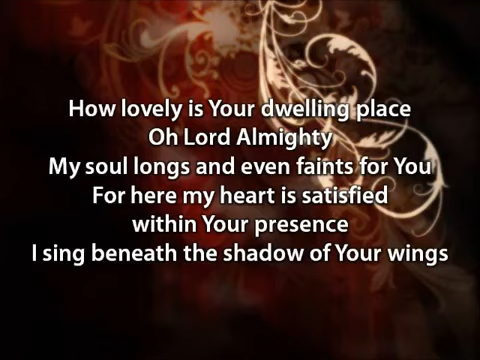 How lovely is Your dwelling place
Oh Lord Almighty
My soul longs and even faints for You
For here my heart is satisfied
within Your presence
I sing beneath the shadow of Your wings